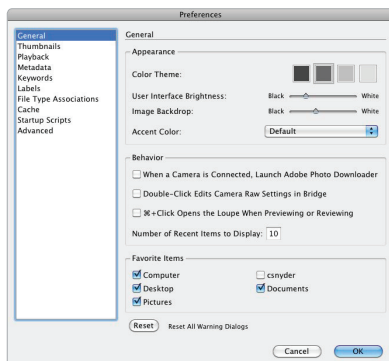 Preferences
General
Thumbnails
Playback
Metadata
Keywords
Labels
File Type Associations
Cache
Startup Scripts
Advanced
General
Appearance
Color Theme:
User Interface Brightness: Black White
Image Backdrop: Black White
Accent Color: Default
Behavior
When a Camera is Connected, Launch Adobe Photo Downloader
Double-Click Edits Camera Raw Settings in Bridge
⌘+Click Opens the Loupe When Previewing or Reviewing
Number of Recent Items to Display: 10
Favorite Items
Computer csnyder
Desktop Documents
Pictures
Reset Reset All Warning Dialogs
Cancel OK